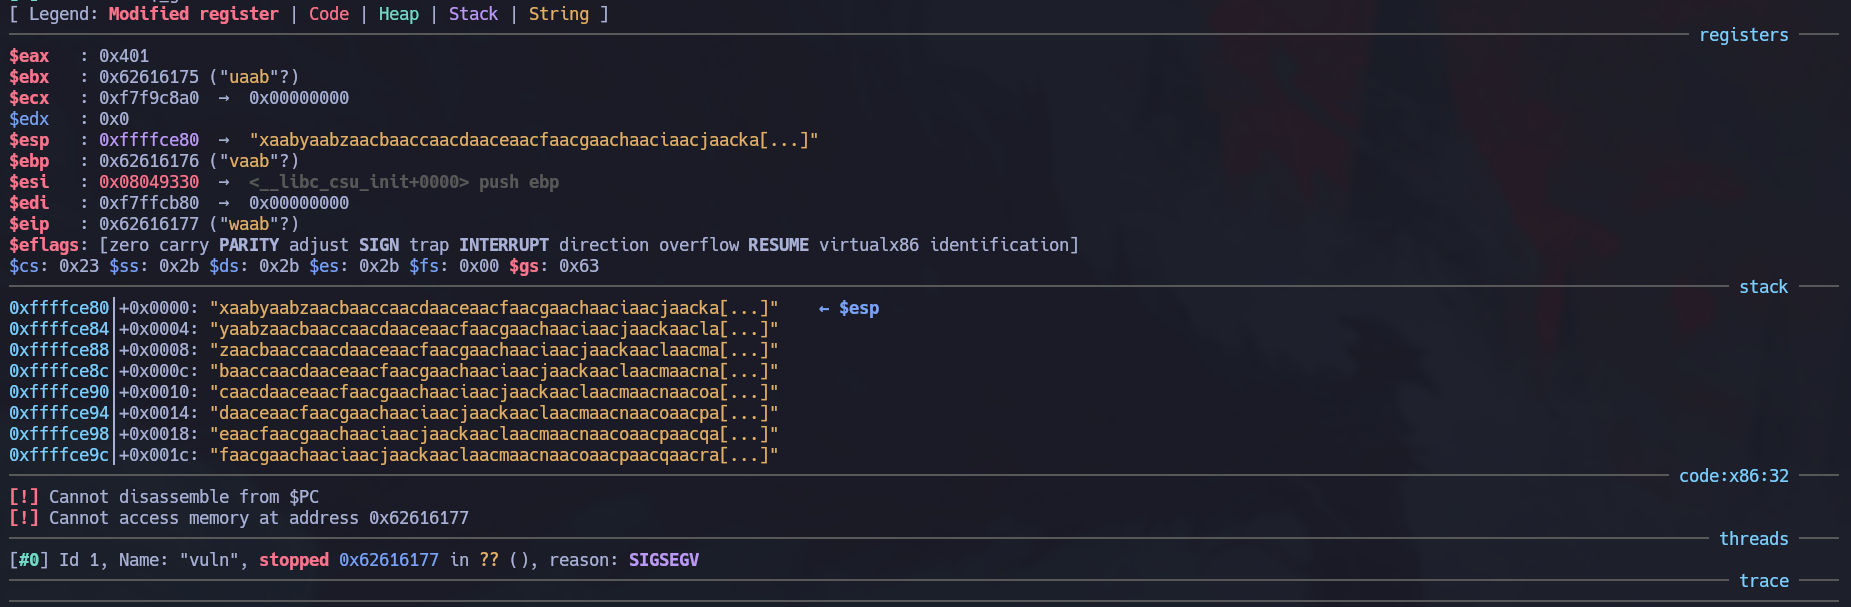 [ Legend: Modified register | Code | Heap | Stack | String ]
registers
$eax   : 0x401
$ebx   : 0x62616175 ("uaab"?)
$ecx   : 0xf7f9c8a0  →  0x00000000
$edx   : 0x0
$esp   : 0xffffce80  →  "xaabyaabzaacbaaccaacdaaceaacfaacgaachaaciaacjaacka[...]"
$ebp   : 0x62616176 ("vaab"?)
$esi   : 0x08049330  →  <__libc_csu_init+0000> push ebp
$edi   : 0xf7ffcb80  →  0x00000000
$eip   : 0x62616177 ("waab"?)
$eflags: [zero carry PARITY adjust SIGN trap INTERRUPT direction overflow RESUME virtualx86 identification]
$cs: 0x23 $ss: 0x2b $ds: 0x2b $es: 0x2b $fs: 0x00 $gs: 0x63
stack
0xffffce80│+0x0000: "xaabyaabzaacbaaccaacdaaceaacfaacgaachaaciaacjaacka[...]"    ← $esp
0xffffce84│+0x0004: "yaabzaacbaaccaacdaaceaacfaacgaachaaciaacjaackaacla[...]"
0xffffce88│+0x0008: "zaacbaaccaacdaaceaacfaacgaachaaciaacjaackaaclaacma[...]"
0xffffce8c│+0x000c: "baaccaacdaaceaacfaacgaachaaciaacjaackaaclaacmaacna[...]"
0xffffce90│+0x0010: "caacdaaceaacfaacgaachaaciaacjaackaaclaacmaacnaacoa[...]"
0xffffce94│+0x0014: "daaceaacfaacgaachaaciaacjaackaaclaacmaacnaacoaacpa[...]"
0xffffce98│+0x0018: "eaacfaacgaachaaciaacjaackaaclaacmaacnaacoaacpaacqa[...]"
0xffffce9c│+0x001c: "faacgaachaaciaacjaackaaclaacmaacnaacoaacpaacqaacra[...]"
code:x86:32
[!] Cannot disassemble from $PC
[!] Cannot access memory at address 0x62616177
threads
[#0] Id 1, Name: "vuln", stopped 0x62616177 in ?? (), reason: SIGSEGV
trace